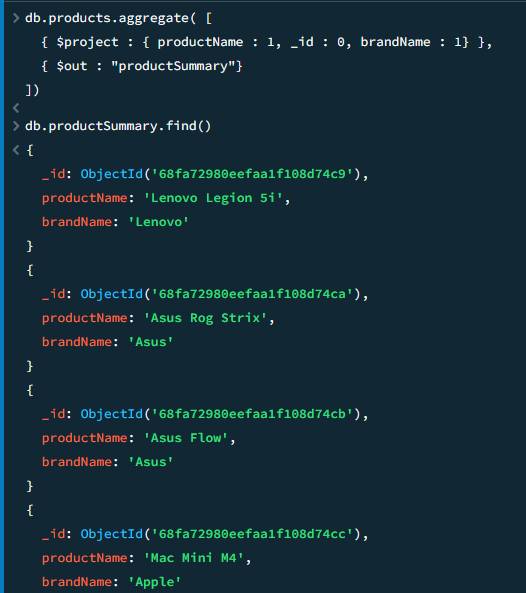 > db.products.aggregate( [
{ $project : { productName : 1, _id : 0, brandName : 1} },
{ $out : "productSummary"}
])
<
> db.productSummary.find()
< {
_id: ObjectId('68fa72980eefaa1f108d74c9'),
productName: 'Lenovo Legion 5i',
brandName: 'Lenovo'
}
{
_id: ObjectId('68fa72980eefaa1f108d74ca'),
productName: 'Asus Rog Strix',
brandName: 'Asus'
}
{
_id: ObjectId('68fa72980eefaa1f108d74cb'),
productName: 'Asus Flow',
brandName: 'Asus'
}
{
_id: ObjectId('68fa72980eefaa1f108d74cc'),
productName: 'Mac Mini M4',
brandName: 'Apple'